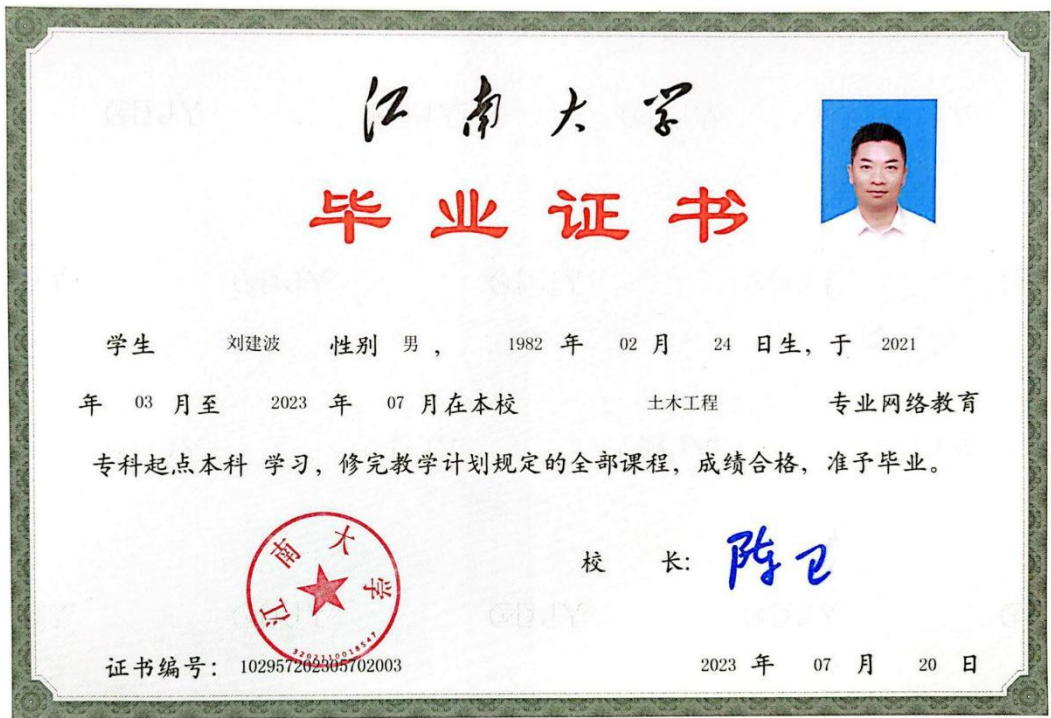 江南大学
毕业证书
学生 刘建波 性别 男 ， 1982 年 02 月 24 日生，于 2021
年 03 月至 2023 年 07 月在本校 土木工程 专业网络教育
专科起点本科 学习，修完教学计划规定的全部课程，成绩合格，准予毕业。
江南大学
3202110018547
校 长: 陈卫
证书编号： 102957202305702003
2023 年 07 月 20 日